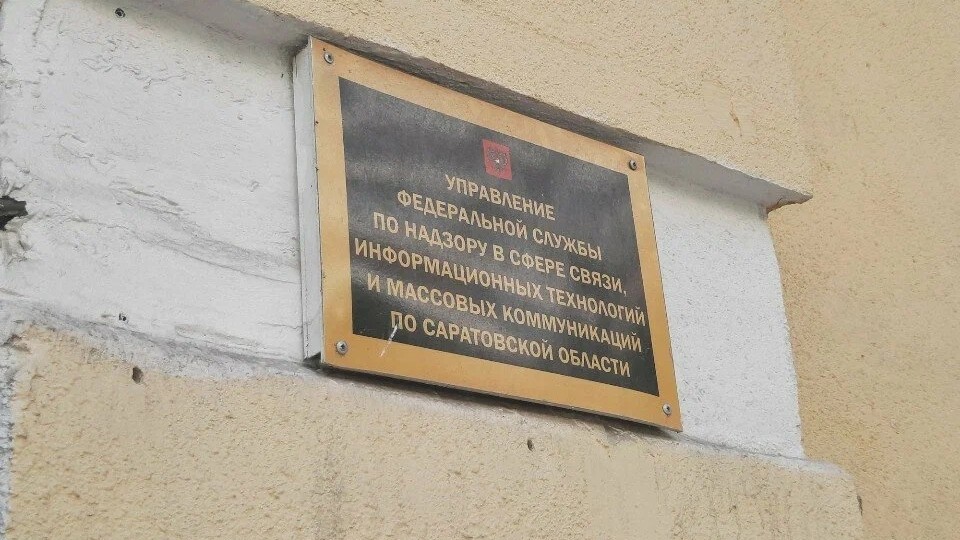 УПРАВЛЕНИЕ
ФЕДЕРАЛЬНОЙ СЛУЖБЫ
ПО НАДЗОРУ В СФЕРЕ СВЯЗИ,
ИНФОРМАЦИОННЫХ ТЕХНОЛОГИЙ
И МАССОВЫХ КОММУНИКАЦИЙ
ПО САРАТОВСКОЙ ОБЛАСТИ